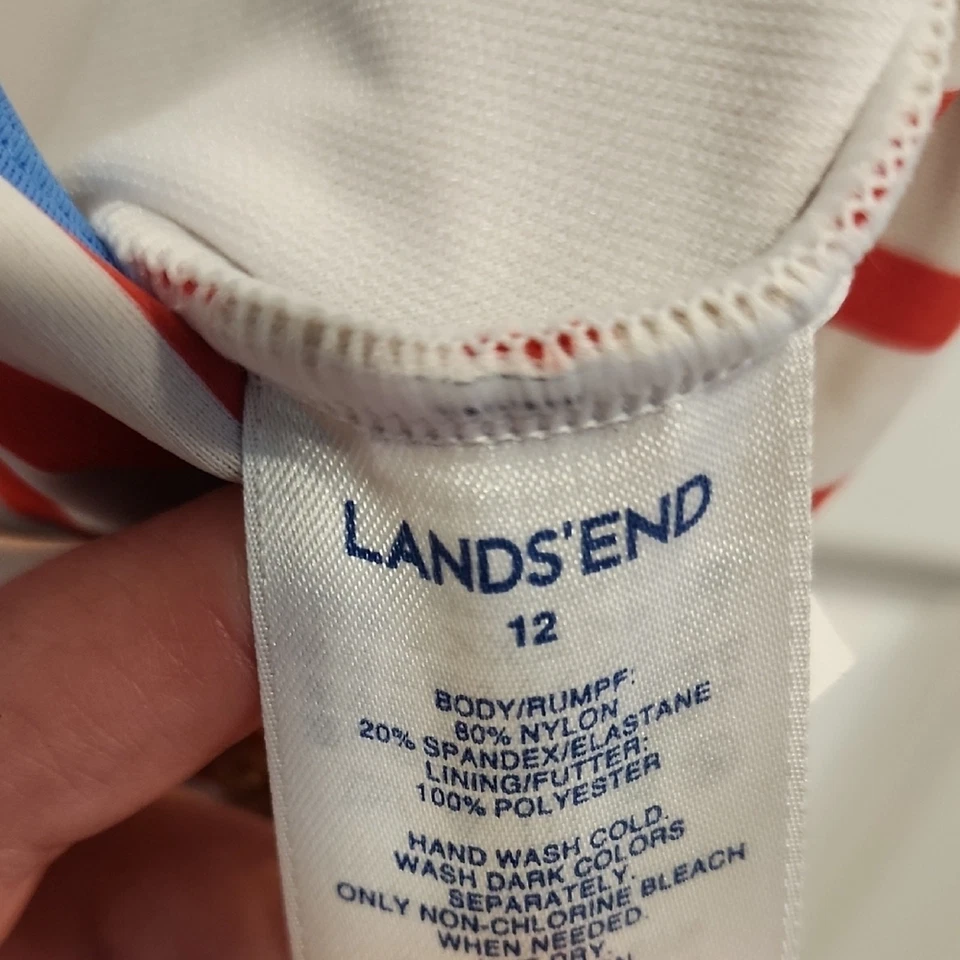 LANDS'END
12
BODY/RUMPF:
80% NYLON
20% SPANDEX/ELASTANE
LINING/FUTTER:
100% POLYESTER
HAND WASH COLD.
WASH DARK COLORS
SEPARATELY.
ONLY NON-CHLORINE BLEACH
WHEN NEEDED.
DRY.